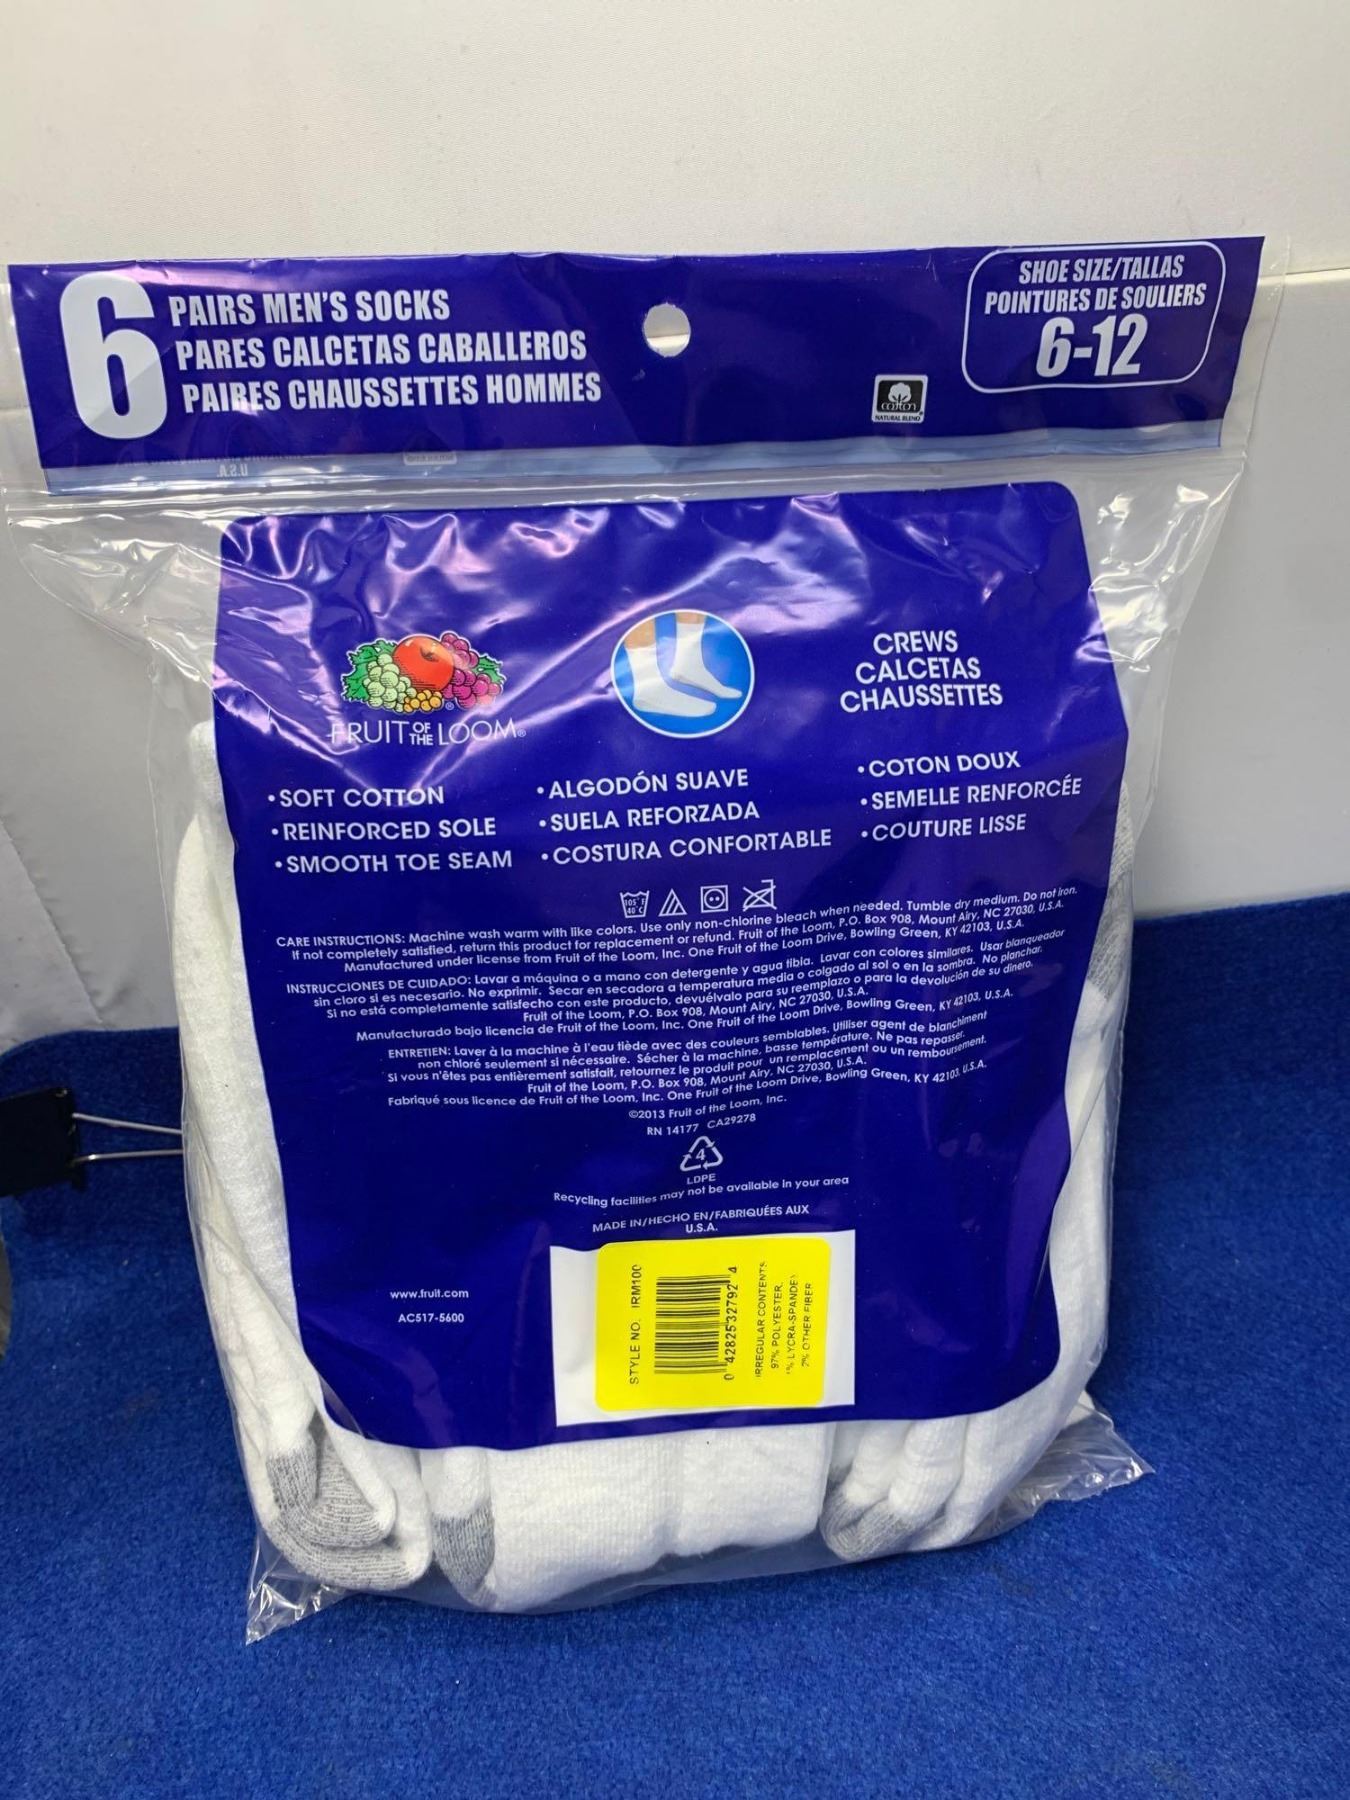 6
PAIRS MEN'S SOCKS
PARES CALCETAS CABALLEROS
PAIRES CHAUSSETTES HOMMES
SHOE SIZE/TALLAS
POINTURES DE SOULIERS
6-12
cotton
NATURAL BLEND
U.S.A.
FRUIT OF THE LOOM®
CREWS
CALCETAS
CHAUSSETTES
•SOFT COTTON
•REINFORCED SOLE
•SMOOTH TOE SEAM
•ALGODÓN SUAVE
•SUELA REFORZADA
•COSTURA CONFORTABLE
•COTON DOUX
•SEMELLE RENFORCÉE
•COUTURE LISSE
105°F
40°C
CARE INSTRUCTIONS: Machine wash warm with like colors. Use only non-chlorine bleach when needed. Tumble dry medium. Do not iron.
If not completely satisfied, return this product for replacement or refund. Fruit of the Loom, P.O. Box 908, Mount Airy, NC 27030, U.S.A.
Manufactured under license from Fruit of the Loom, Inc. One Fruit of the Loom Drive, Bowling Green, KY 42103, U.S.A.
INSTRUCCIONES DE CUIDADO: Lavar a máquina o a mano con detergente y agua tibia. Lavar con colores similares. Usar blanqueador
sin cloro si es necesario. No exprimir. Secar en secadora a temperatura media o colgado al sol o en la sombra. No planchar.
Si no está completamente satisfecho con este producto, devuélvalo para su reemplazo o para la devolución de su dinero.
Fruit of the Loom, P.O. Box 908, Mount Airy, NC 27030, U.S.A.
Manufacturado bajo licencia de Fruit of the Loom, Inc. One Fruit of the Loom Drive, Bowling Green, KY 42103, U.S.A.
ENTRETIEN: Laver à la machine à l'eau tiède avec des couleurs semblables. Utiliser agent de blanchiment
non chloré seulement si nécessaire. Sécher à la machine, basse température. Ne pas repasser.
Si vous n'êtes pas entièrement satisfait, retournez le produit pour un remplacement ou un remboursement.
Fruit of the Loom, P.O. Box 908, Mount Airy, NC 27030, U.S.A.
Fabriqué sous licence de Fruit of the Loom, Inc. One Fruit of the Loom Drive, Bowling Green, KY 42103 U.S.A.
©2013 Fruit of the Loom, Inc.
RN 14177 CA29278
4
LDPE
Recycling facilities may not be available in your area
MADE IN/HECHO EN/FABRIQUÉES AUX
U.S.A.
www.fruit.com
AC517-5600
STYLE NO. IRM100
0 42825 32792 4
IRREGULAR CONTENTS
97% POLYESTER,
1% LYCRA-SPANDEX
2% OTHER FIBER